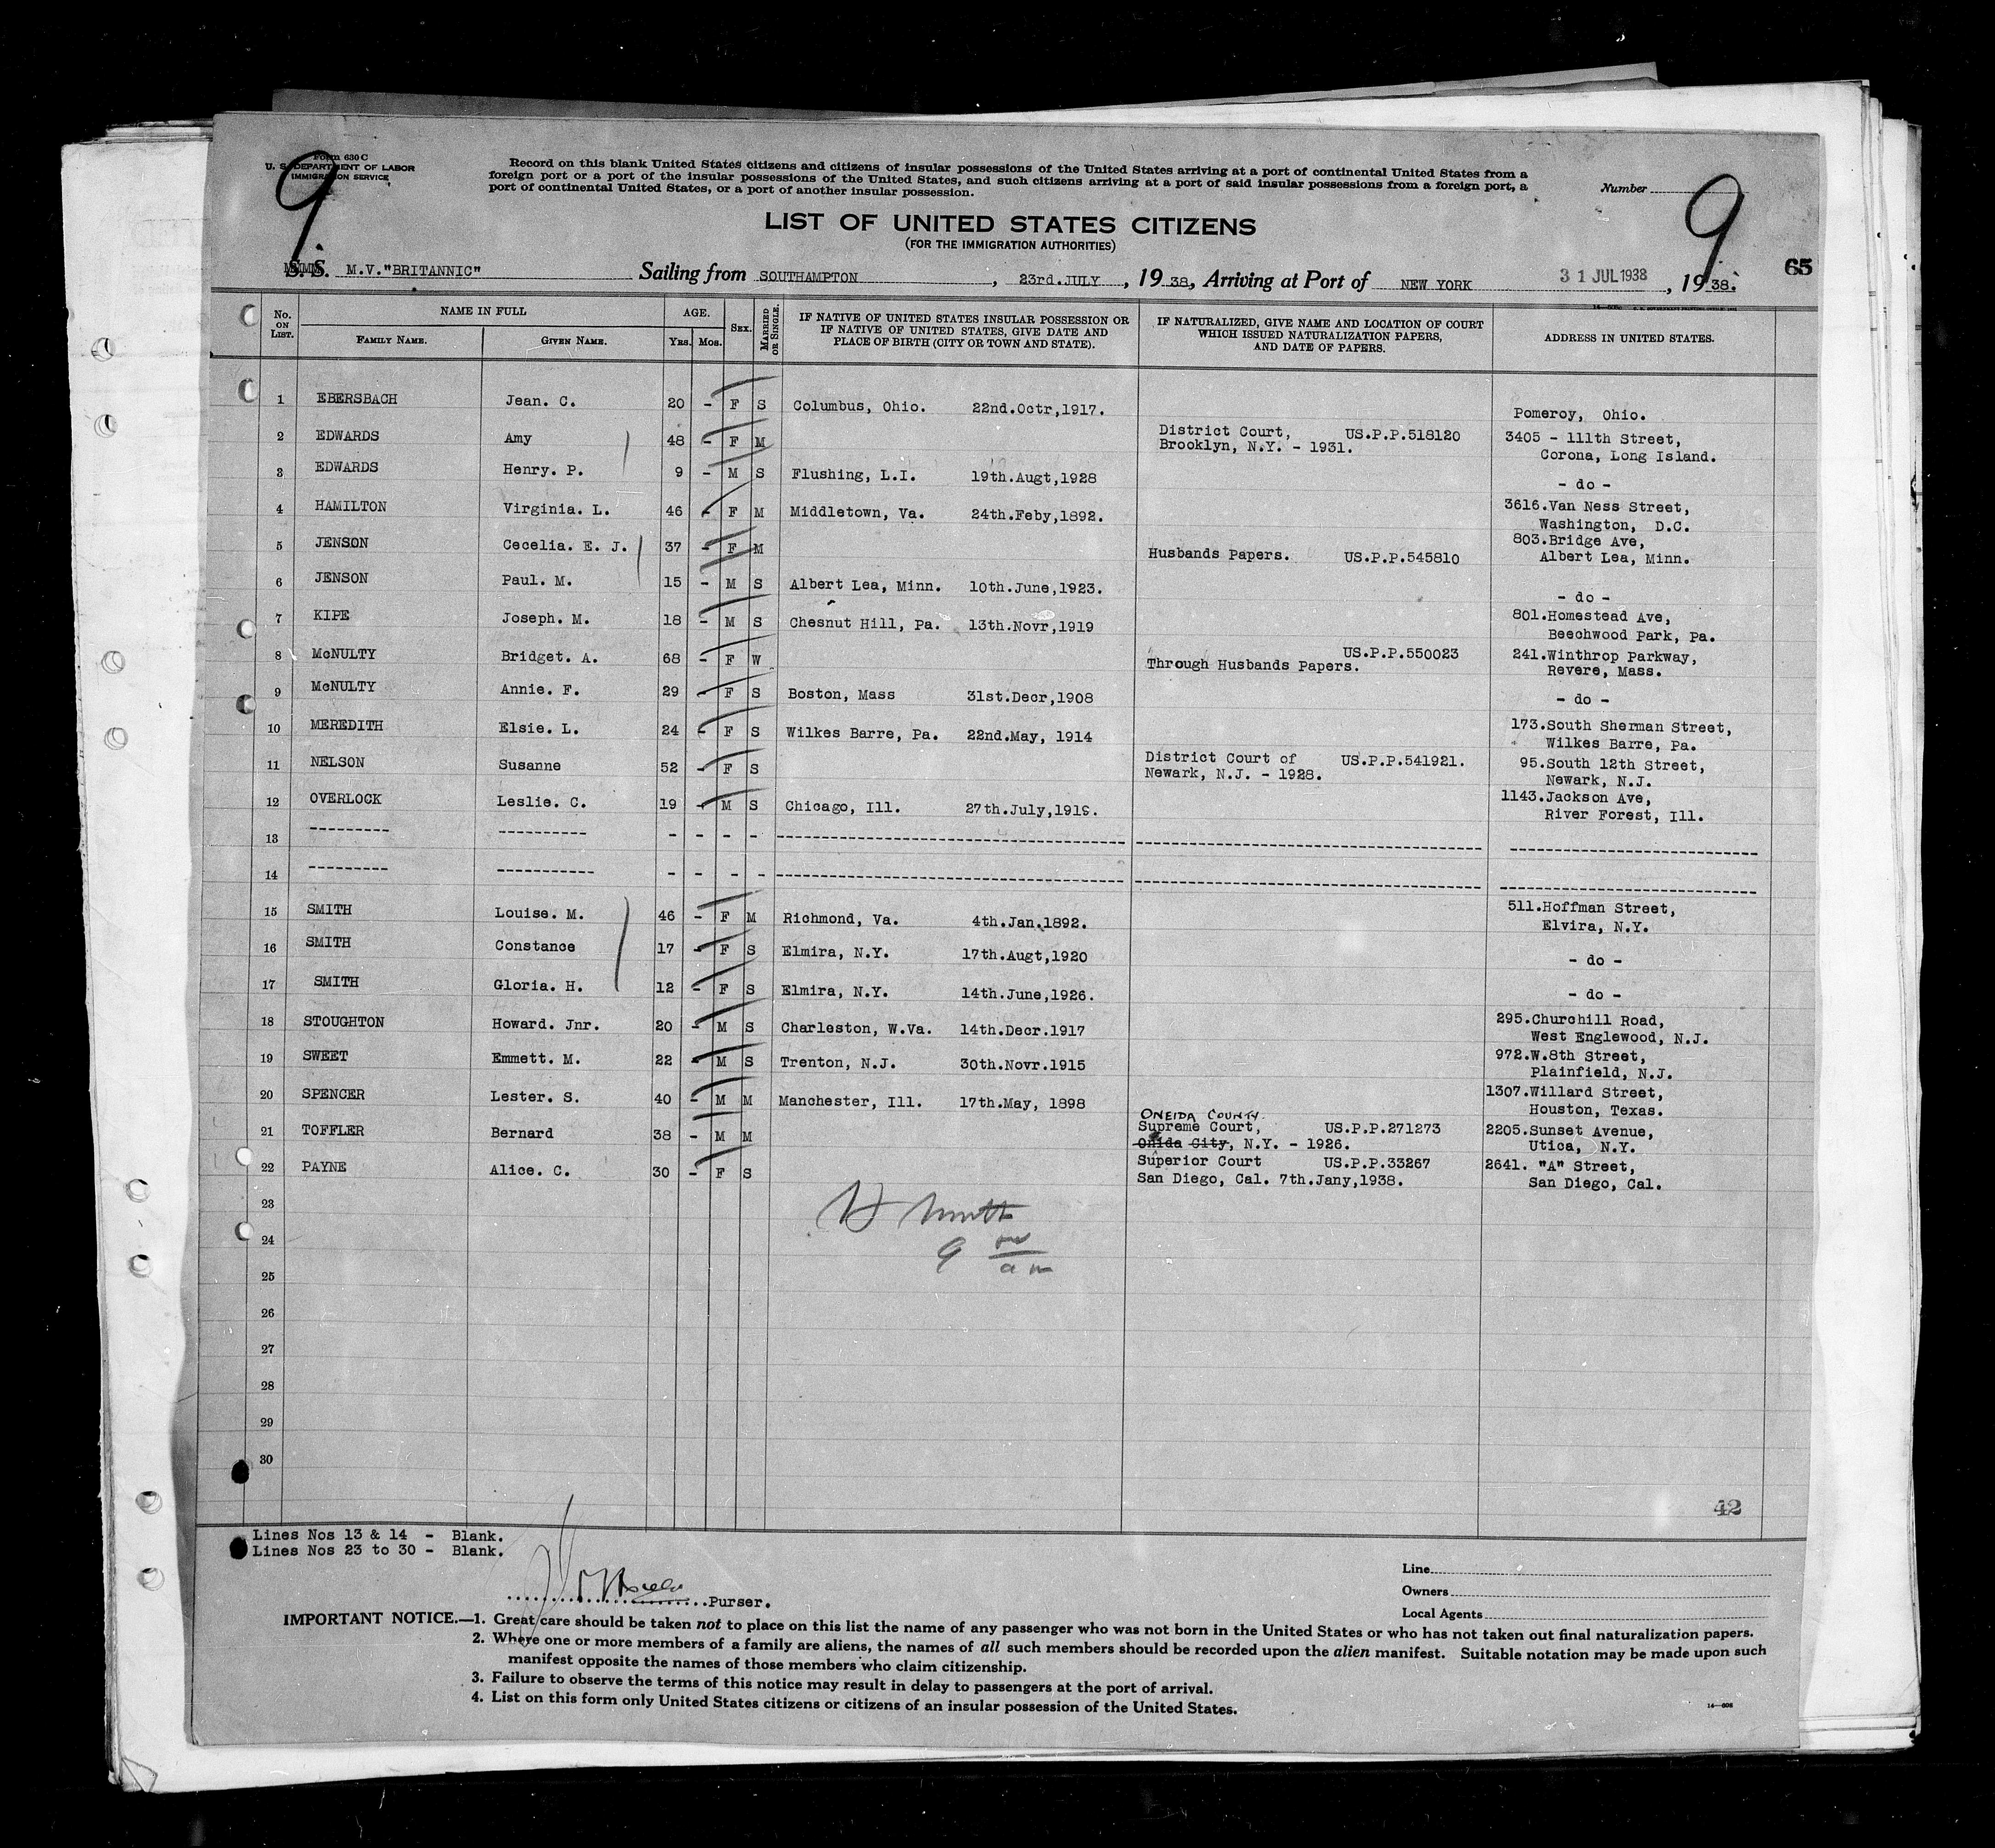 Form 630 C
U. S. DEPARTMENT OF LABOR
IMMIGRATION SERVICE
9
Record on this blank United States citizens and citizens of insular possessions of the United States arriving at a port of continental United States from a
foreign port or a port of the insular possessions of the United States, and such citizens arriving at a port of said insular possessions from a foreign port, a
port of continental United States, or a port of another insular possession.
Number
9
LIST OF UNITED STATES CITIZENS
(FOR THE IMMIGRATION AUTHORITIES)
S. S. M.V."BRITANNIC" Sailing from SOUTHAMPTON, 23rd.JULY, 19 38, Arriving at Port of NEW YORK 31 JUL 1938, 19 38. 65
No. ON LIST. NAME IN FULL AGE. SEX. MARRIED OR SINGLE. IF NATIVE OF UNITED STATES INSULAR POSSESSION OR IF NATIVE OF UNITED STATES, GIVE DATE AND PLACE OF BIRTH (CITY OR TOWN AND STATE). IF NATURALIZED, GIVE NAME AND LOCATION OF COURT WHICH ISSUED NATURALIZATION PAPERS, AND DATE OF PAPERS. ADDRESS IN UNITED STATES.
FAMILY NAME. GIVEN NAME. Yrs. Mos.
1 EBERSBACH Jean. C. 20 - F S Columbus, Ohio. 22nd.Octr,1917. Pomeroy, Ohio.
2 EDWARDS Amy 48 - F M District Court, US.P.P.518120 3405 - 111th Street,
Brooklyn, N.Y. - 1931. Corona, Long Island.
3 EDWARDS Henry. P. 9 - M S Flushing, L.I. 19th.Augt,1928 - do -
4 HAMILTON Virginia. L. 46 - F M Middletown, Va. 24th.Feby,1892. 3616.Van Ness Street,
Washington, D.C.
5 JENSON Cecelia. E. J. 37 - F M Husbands Papers. US.P.P.545810 803.Bridge Ave,
Albert Lea, Minn.
6 JENSON Paul. M. 15 - M S Albert Lea, Minn. 10th.June,1923. - do -
7 KIPE Joseph. M. 18 - M S Chesnut Hill, Pa. 13th.Novr,1919 801.Homestead Ave,
Beechwood Park, Pa.
8 McNULTY Bridget. A. 68 - F W US.P.P.550023 241.Winthrop Parkway,
Through Husbands Papers. Revere, Mass.
9 McNULTY Annie. F. 29 - F S Boston, Mass 31st.Decr,1908 - do -
10 MEREDITH Elsie. L. 24 - F S Wilkes Barre, Pa. 22nd.May, 1914 173.South Sherman Street,
Wilkes Barre, Pa.
11 NELSON Susanne 52 - F S District Court of US.P.P.541921. 95.South 12th Street,
Newark, N.J. - 1928. Newark, N.J.
12 OVERLOCK Leslie. C. 19 - M S Chicago, Ill. 27th.July,1918. 1143.Jackson Ave,
River Forest, Ill.
13 ---------- ----------- - - - - ---------- ---------- ----------
14 ---------- ----------- - - - - ---------- ---------- ----------
15 SMITH Louise. M. 46 - F M Richmond, Va. 4th.Jan.1892. 511.Hoffman Street,
Elvira, N.Y.
16 SMITH Constance 17 - F S Elmira, N.Y. 17th.Augt,1920 - do -
17 SMITH Gloria. H. 12 - F S Elmira, N.Y. 14th.June,1926. - do -
18 STOUGHTON Howard. Jnr. 20 - M S Charleston, W.Va. 14th.Decr.1917 295.Churchill Road,
West Englewood, N.J.
19 SWEET Emmett. M. 22 - M S Trenton, N.J. 30th.Novr.1915 972.W.8th Street,
Plainfield, N.J.
20 SPENCER Lester. S. 40 - M M Manchester, Ill. 17th.May, 1898 1307.Willard Street,
Houston, Texas.
ONEIDA COUNTY.
21 TOFFLER Bernard 38 - M M Supreme Court, US.P.P.271273 2205.Sunset Avenue,
Onida City, N.Y. - 1926. Utica, N.Y.
22 PAYNE Alice. C. 30 - F S Superior Court US.P.P.33267 2641. "A" Street,
San Diego, Cal. 7th.Jany,1938. San Diego, Cal.
23
24
9 am
25
26
27
28
29
30
42
Lines Nos 13 & 14 - Blank.
Lines Nos 23 to 30 - Blank.
Purser.
Line
Owners
Local Agents
IMPORTANT NOTICE.—1. Great care should be taken not to place on this list the name of any passenger who was not born in the United States or who has not taken out final naturalization papers.
2. Where one or more members of a family are aliens, the names of all such members should be recorded upon the alien manifest. Suitable notation may be made upon such
manifest opposite the names of those members who claim citizenship.
3. Failure to observe the terms of this notice may result in delay to passengers at the port of arrival.
4. List on this form only United States citizens or citizens of an insular possession of the United States.
14—608